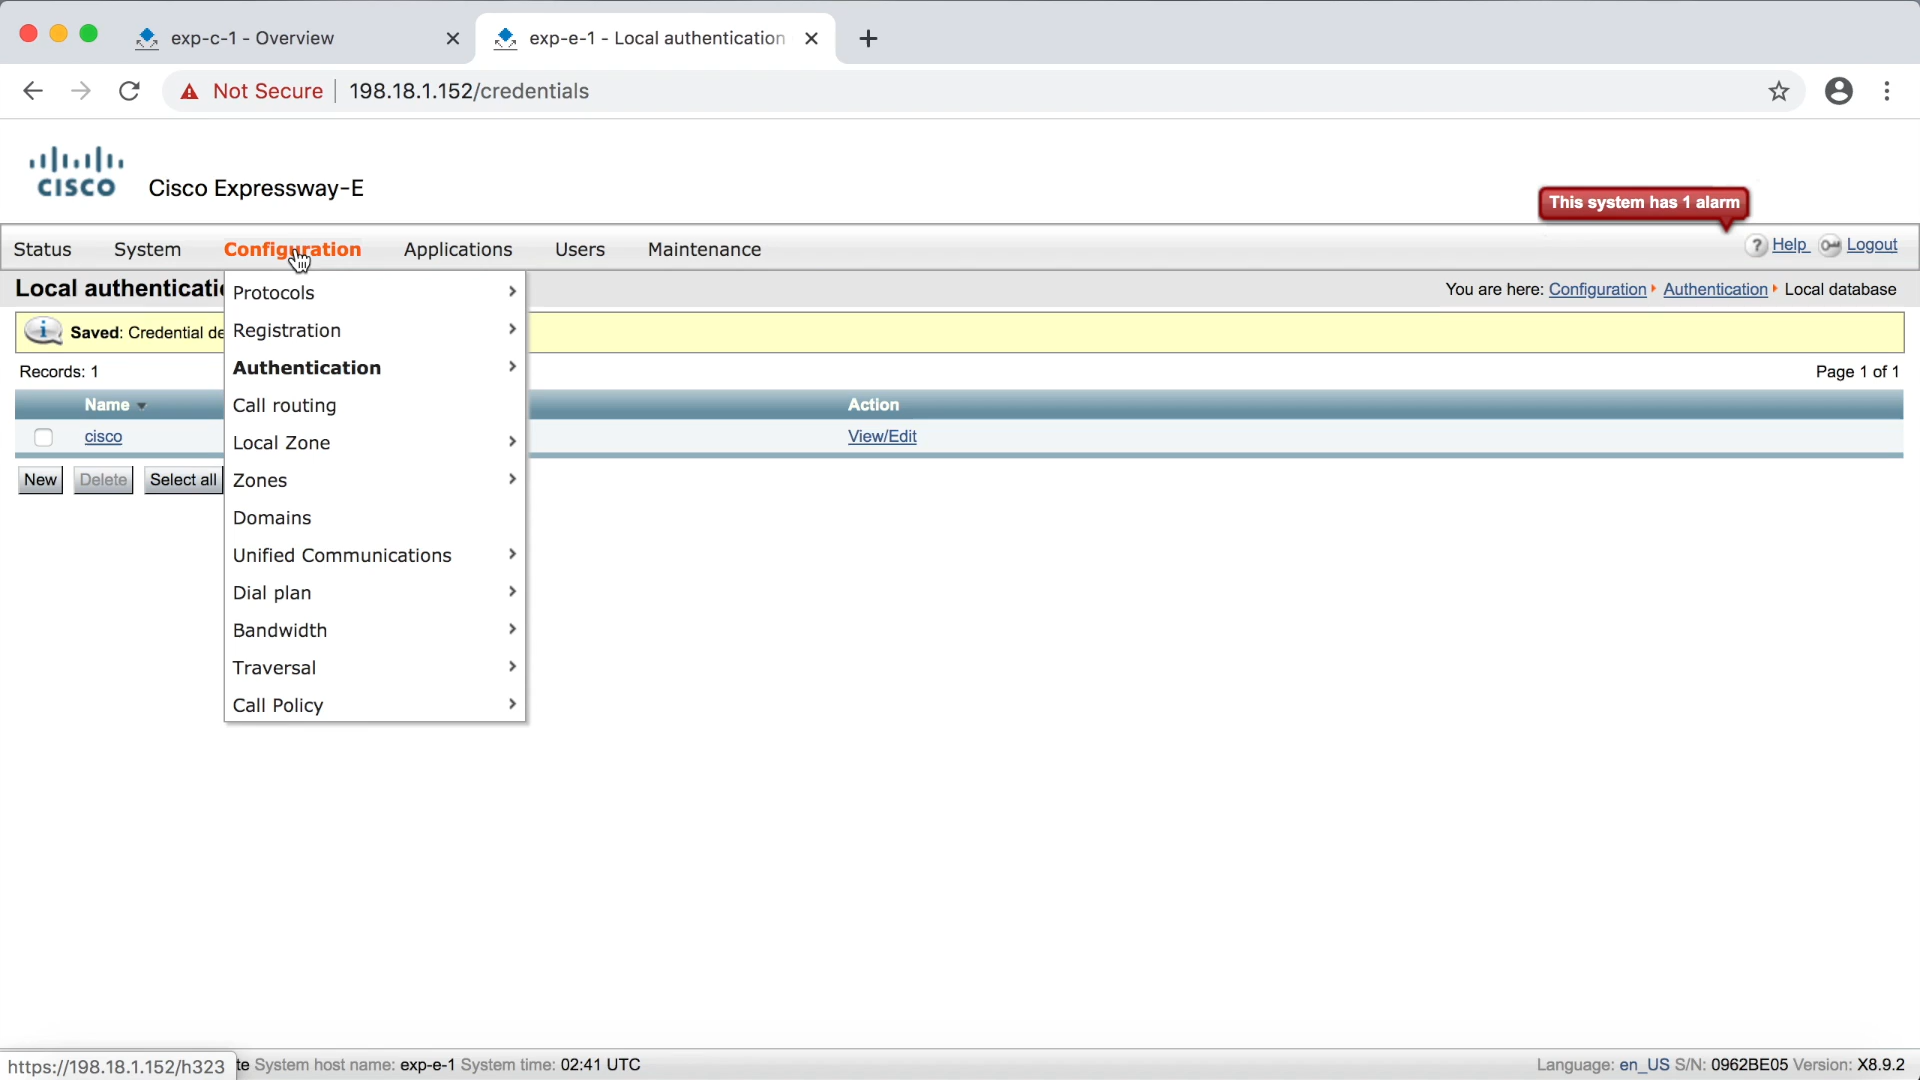 exp-c-1 - Overview
exp-e-1 - Local authentication
Not Secure
198.18.1.152/credentials
CISCO
Cisco Expressway-E
This system has 1 alarm
Status System Configuration Applications Users Maintenance
Help Logout
Local authenticati
You are here: Configuration Authentication Local database
Saved: Credential de
Records: 1
Page 1 of 1
Name
Action
cisco
View/Edit
New Delete Select all
Protocols
Registration
Authentication
Call routing
Local Zone
Zones
Domains
Unified Communications
Dial plan
Bandwidth
Traversal
Call Policy
https://198.18.1.152/h323
te System host name: exp-e-1 System time: 02:41 UTC
Language: en_US S/N: 0962BE05 Version: X8.9.2